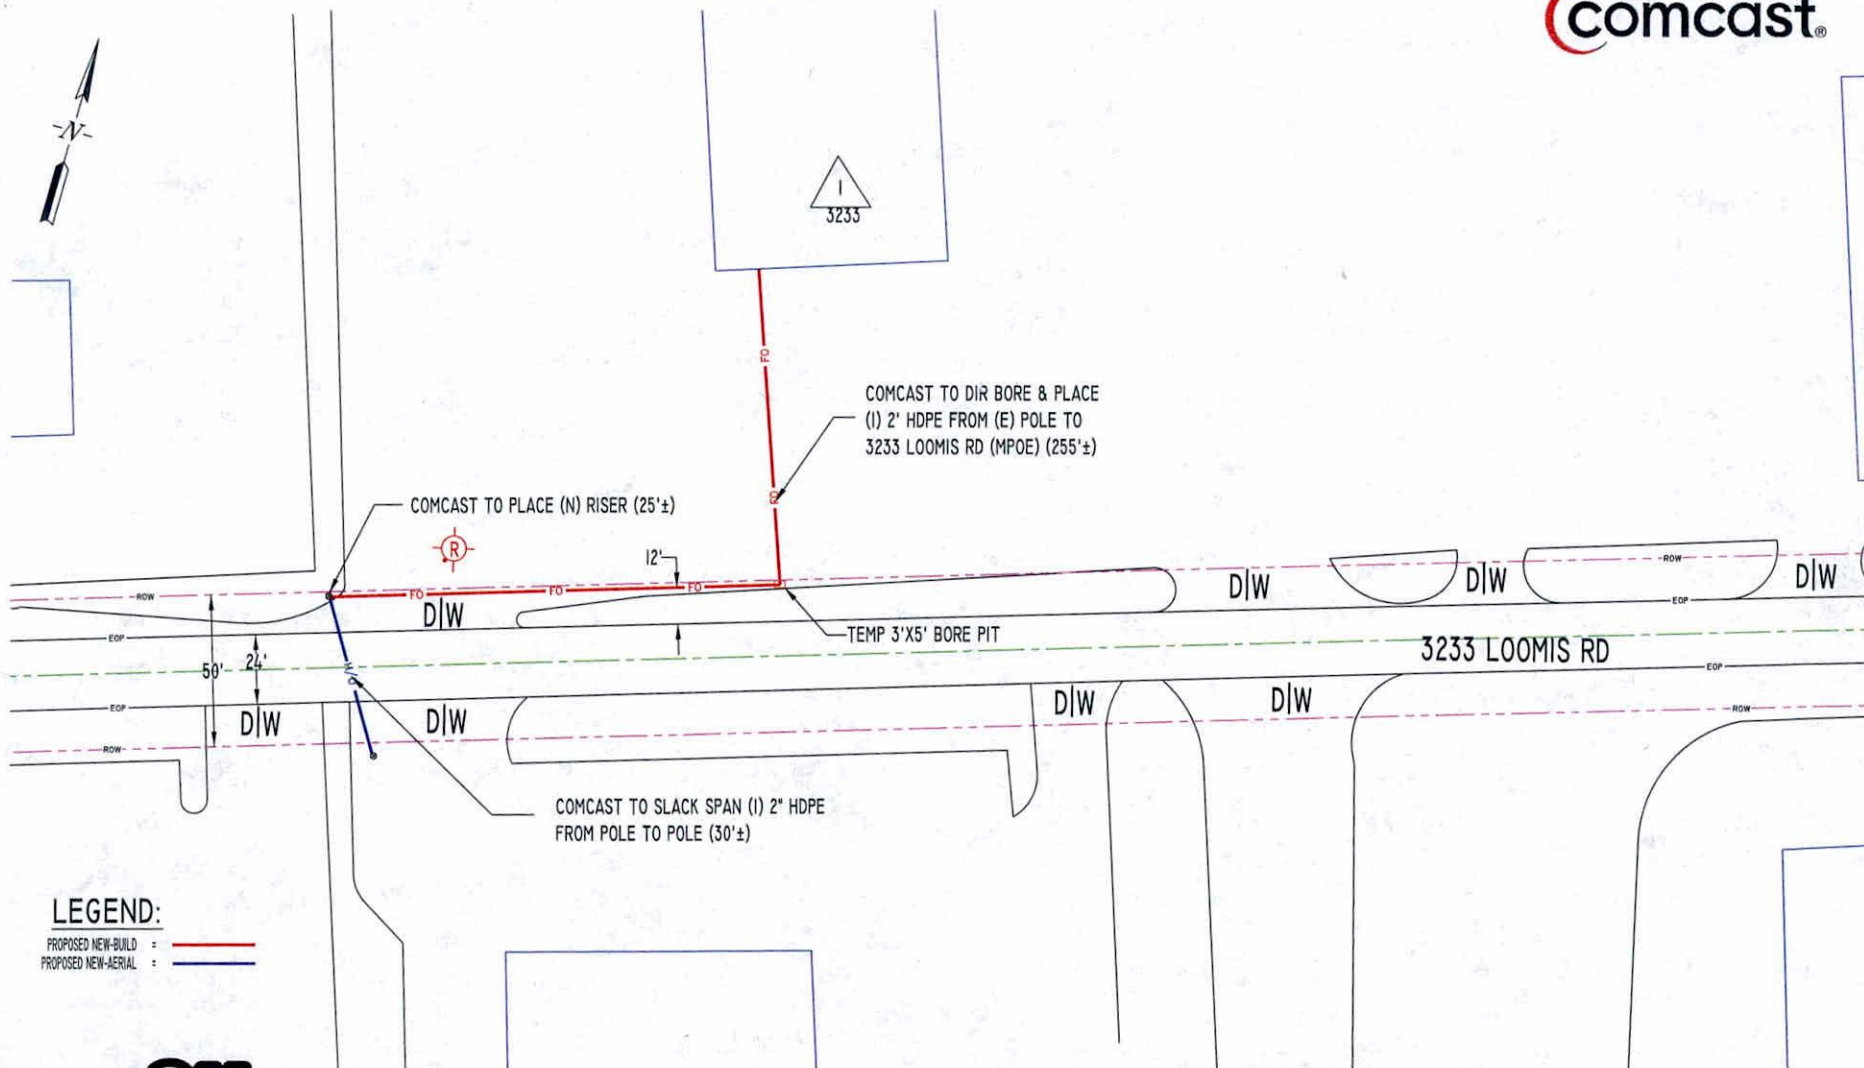 comcast®
-N-
1
3233
COMCAST TO DIR BORE & PLACE
(1) 2' HDPE FROM (E) POLE TO
3233 LOOMIS RD (MPOE) (255'±)
COMCAST TO PLACE (N) RISER (25'±)
R
FO
FO
12'
FO
FO
FO
D/W
TEMP 3'X5' BORE PIT
ROW
EOP
50'
24'
EOP
ROW
D/W
D/W
D/W
D/W
D/W
ROW
EOP
3233 LOOMIS RD
EOP
ROW
D/W
D/W
D/W
COMCAST TO SLACK SPAN (1) 2" HDPE
FROM POLE TO POLE (30'±)
LEGEND:
PROPOSED NEW-BUILD =
PROPOSED NEW-AERIAL =